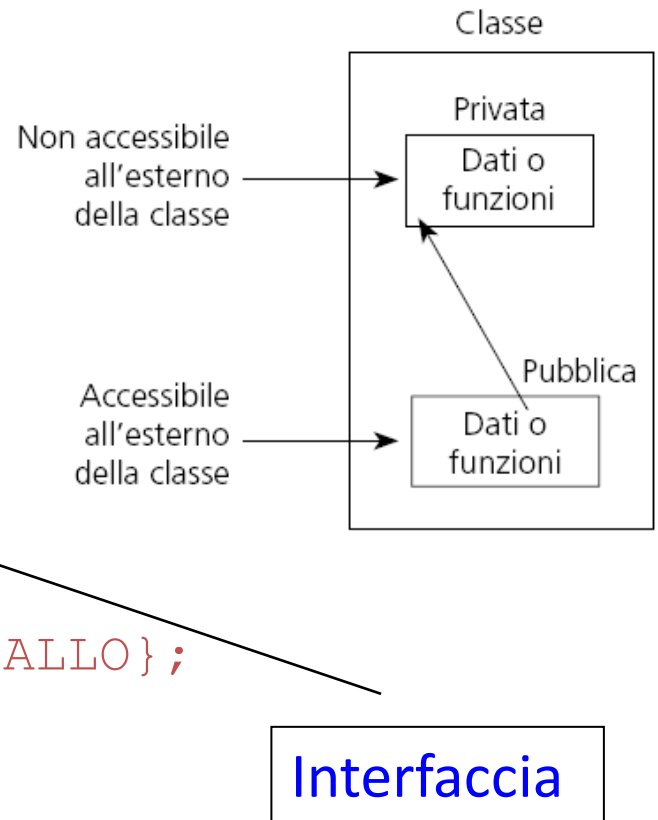 Classe
Privata
Non accessibile
all'esterno
della classe
Dati o
funzioni
Pubblica
Accessibile
all'esterno
della classe
Dati o
funzioni
ALLO};
Interfaccia